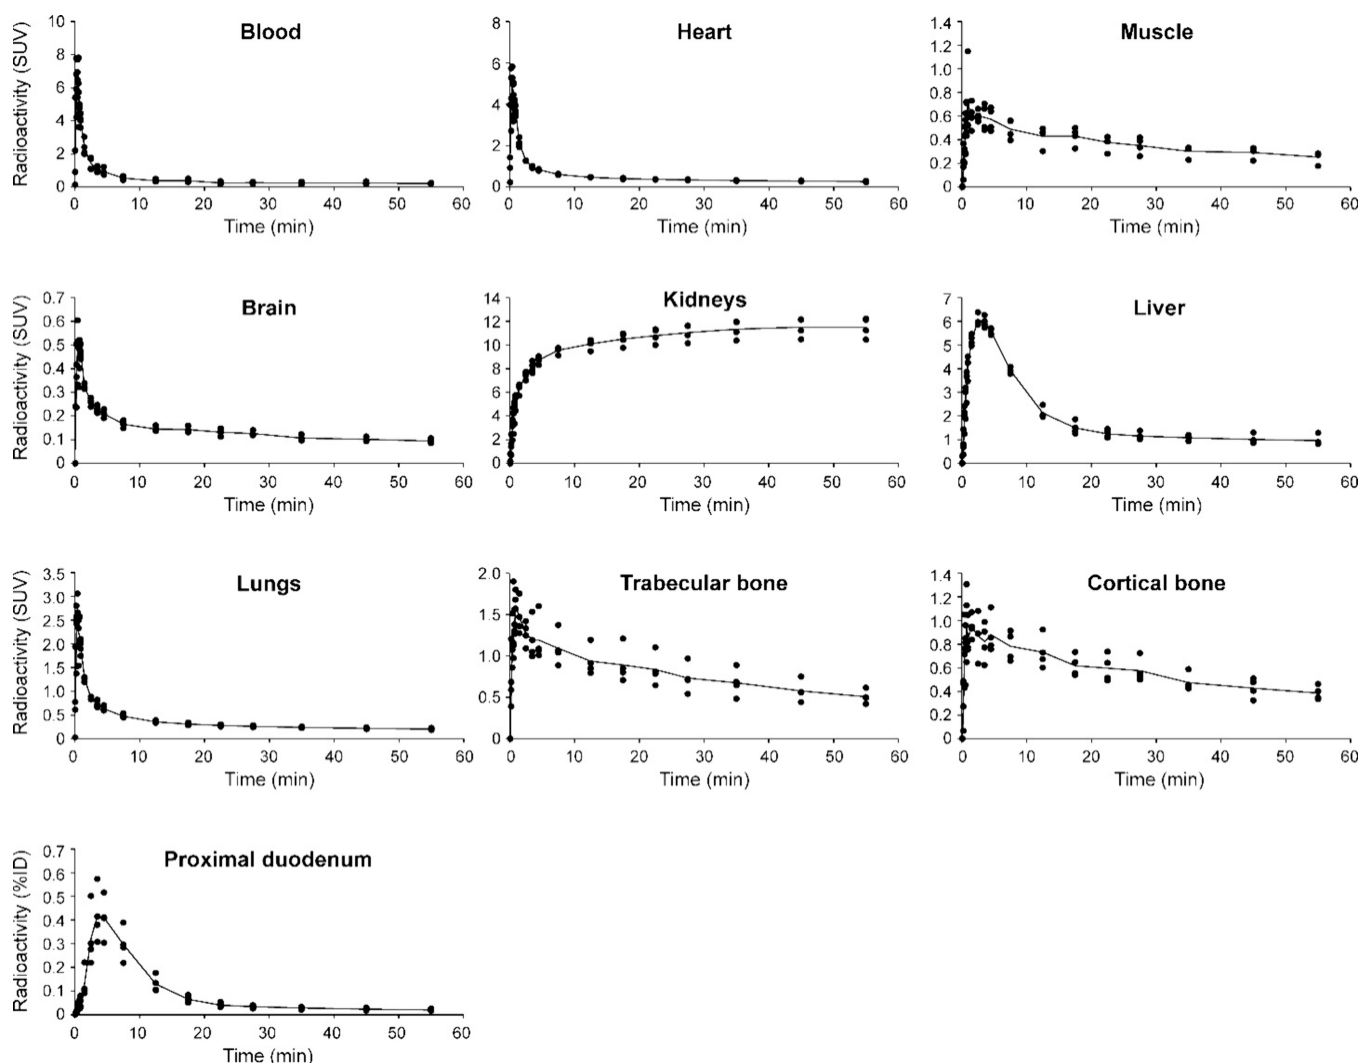 Blood
Radioactivity (SUV)
10
8
6
4
2
0
0 10 20 30 40 50 60
Time (min)
Heart
8
6
4
2
0
0 10 20 30 40 50 60
Time (min)
Muscle
1.4
1.2
1.0
0.8
0.6
0.4
0.2
0
0 10 20 30 40 50 60
Time (min)
Brain
Radioactivity (SUV)
0.7
0.6
0.5
0.4
0.3
0.2
0.1
0
0 10 20 30 40 50 60
Time (min)
Kidneys
14
12
10
8
6
4
2
0
0 10 20 30 40 50 60
Time (min)
Liver
7
6
5
4
3
2
1
0
0 10 20 30 40 50 60
Time (min)
Lungs
Radioactivity (SUV)
3.5
3.0
2.5
2.0
1.5
1.0
0.5
0
0 10 20 30 40 50 60
Time (min)
Trabecular bone
2.0
1.5
1.0
0.5
0
0 10 20 30 40 50 60
Time (min)
Cortical bone
1.4
1.2
1.0
0.8
0.6
0.4
0.2
0
0 10 20 30 40 50 60
Time (min)
Proximal duodenum
Radioactivity (%ID)
0.7
0.6
0.5
0.4
0.3
0.2
0.1
0
0 10 20 30 40 50 60
Time (min)